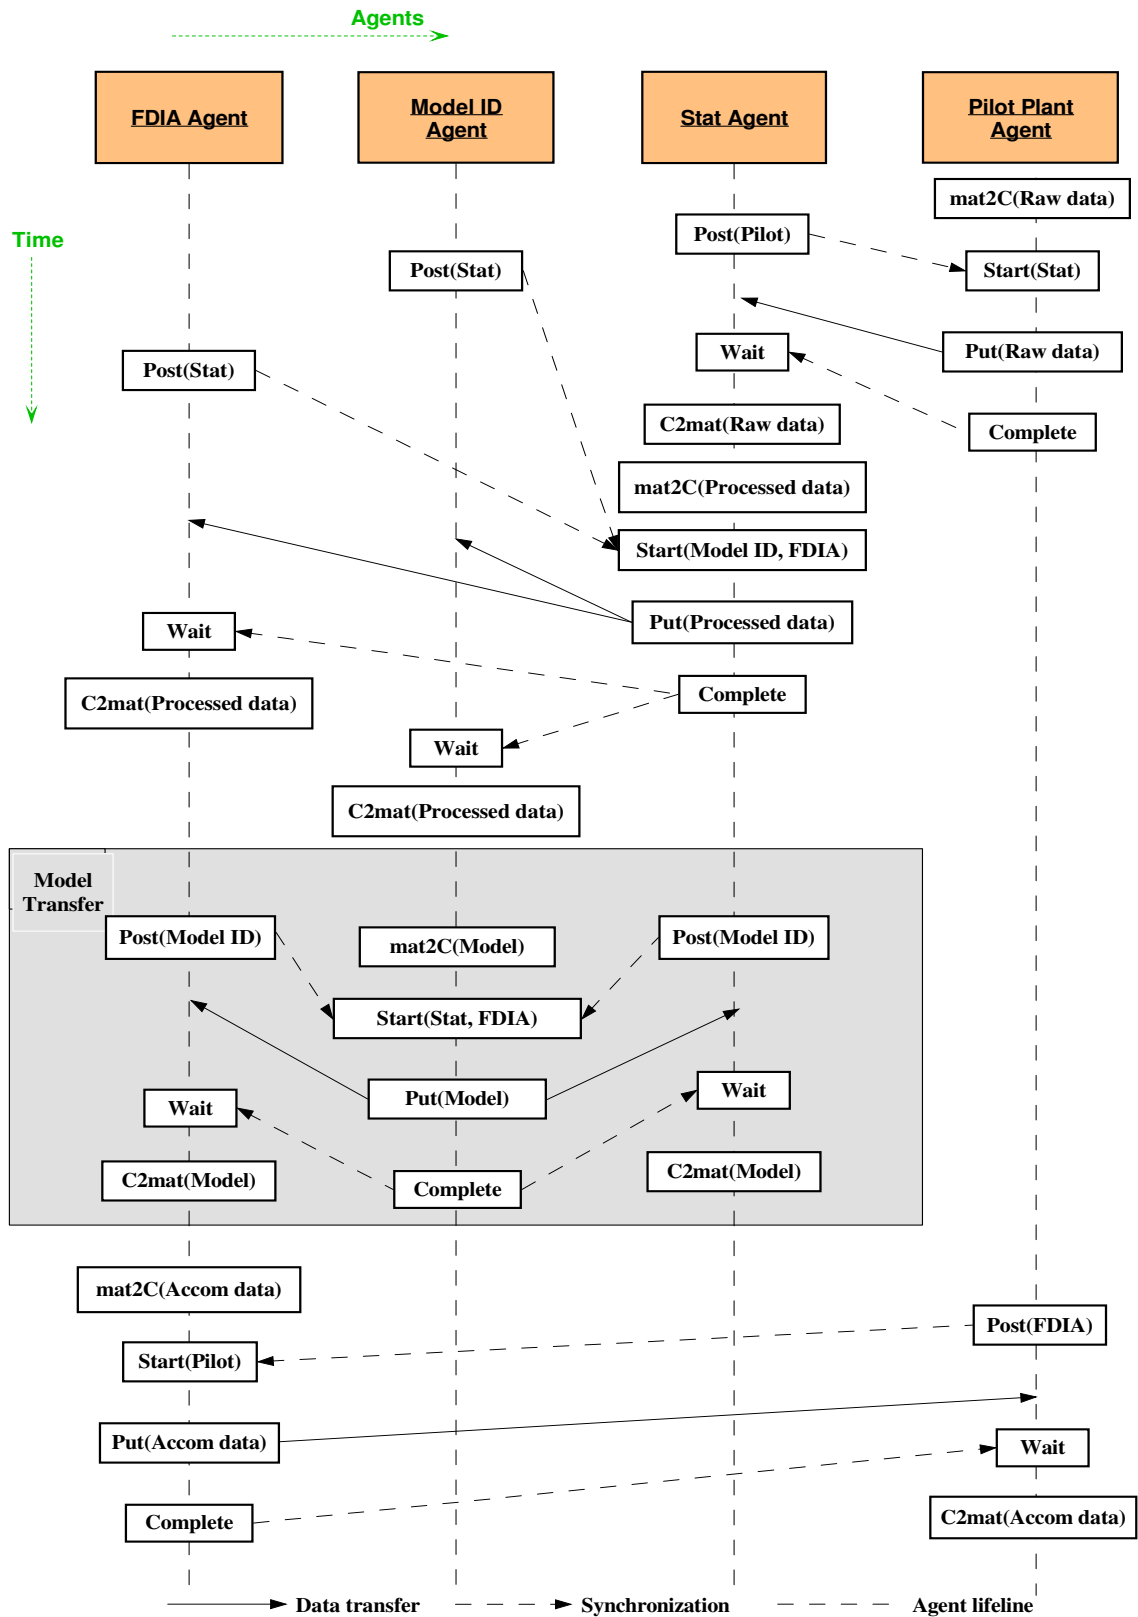 Agents
FDIA Agent
Model ID
Agent
Stat Agent
Pilot Plant
Agent
mat2C(Raw data)
Post(Pilot)
Time
Post(Stat)
Start(Stat)
Wait
Put(Raw data)
Post(Stat)
C2mat(Raw data)
Complete
mat2C(Processed data)
Start(Model ID, FDIA)
Put(Processed data)
Wait
C2mat(Processed data)
Complete
Wait
C2mat(Processed data)
Model
Transfer
Post(Model ID)
mat2C(Model)
Post(Model ID)
Start(Stat, FDIA)
Wait
Put(Model)
Wait
C2mat(Model)
Complete
C2mat(Model)
mat2C(Accom data)
Post(FDIA)
Start(Pilot)
Put(Accom data)
Wait
Complete
C2mat(Accom data)
Data transfer
Synchronization
Agent lifeline